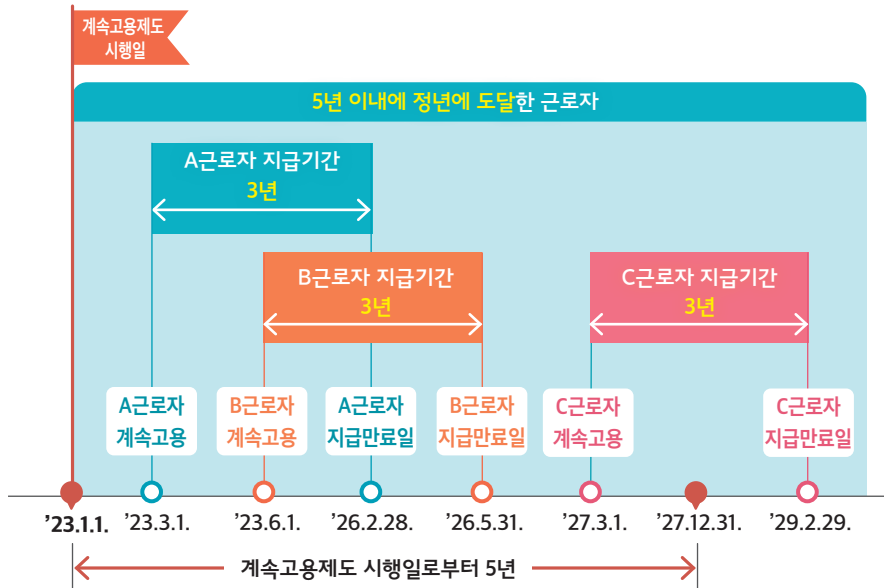 계속고용제도
시행일
5년 이내에 정년에 도달한 근로자
A근로자 지급기간
3년
B근로자 지급기간
3년
C근로자 지급기간
3년
A근로자
계속고용
B근로자
계속고용
A근로자
지급만료일
B근로자
지급만료일
C근로자
계속고용
C근로자
지급만료일
’23.1.1.
’23.3.1.
’23.6.1.
’26.2.28.
’26.5.31.
’27.3.1.
’27.12.31.
’29.2.29.
계속고용제도 시행일로부터 5년